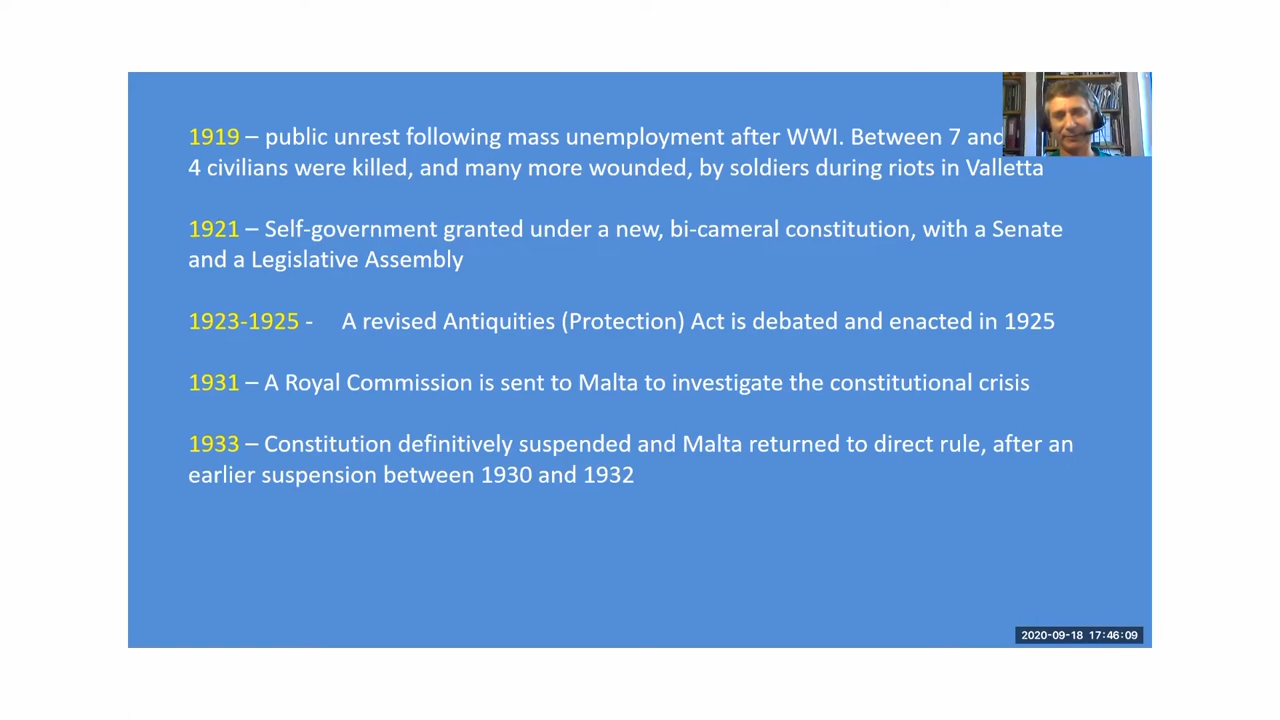 1919 – public unrest following mass unemployment after WWI. Between 7 and
4 civilians were killed, and many more wounded, by soldiers during riots in Valletta
1921 – Self-government granted under a new, bi-cameral constitution, with a Senate
and a Legislative Assembly
1923-1925 - A revised Antiquities (Protection) Act is debated and enacted in 1925
1931 – A Royal Commission is sent to Malta to investigate the constitutional crisis
1933 – Constitution definitively suspended and Malta returned to direct rule, after an
earlier suspension between 1930 and 1932
2020-09-18 17:46:09